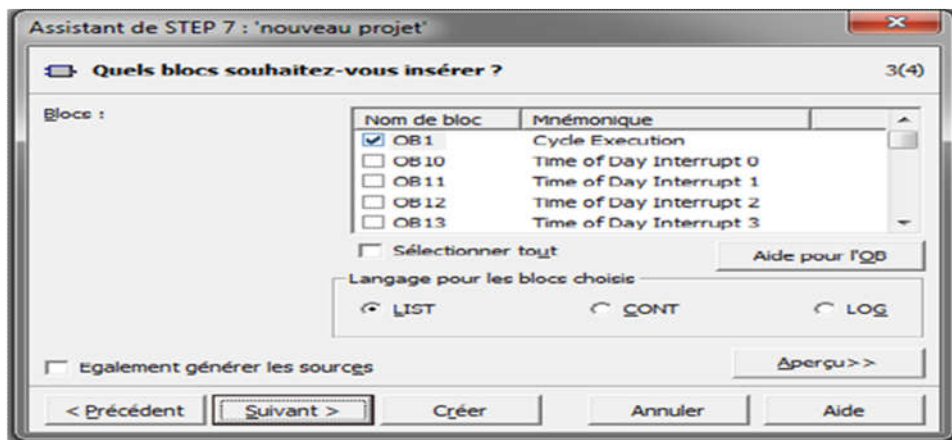 Assistant de STEP 7 : 'nouveau projet'
Quels blocs souhaitez-vous insérer ? 3(4)
Blocs :
Nom de bloc Mnémonique
OB1 Cycle Execution
OB10 Time of Day Interrupt 0
OB11 Time of Day Interrupt 1
OB12 Time of Day Interrupt 2
OB13 Time of Day Interrupt 3
Sélectionner tout Aide pour l'OB
Langage pour les blocs choisis
LIST CONT LOG
Egalement générer les sources Aperçu>>
< Précédent Suivant > Créer Annuler Aide